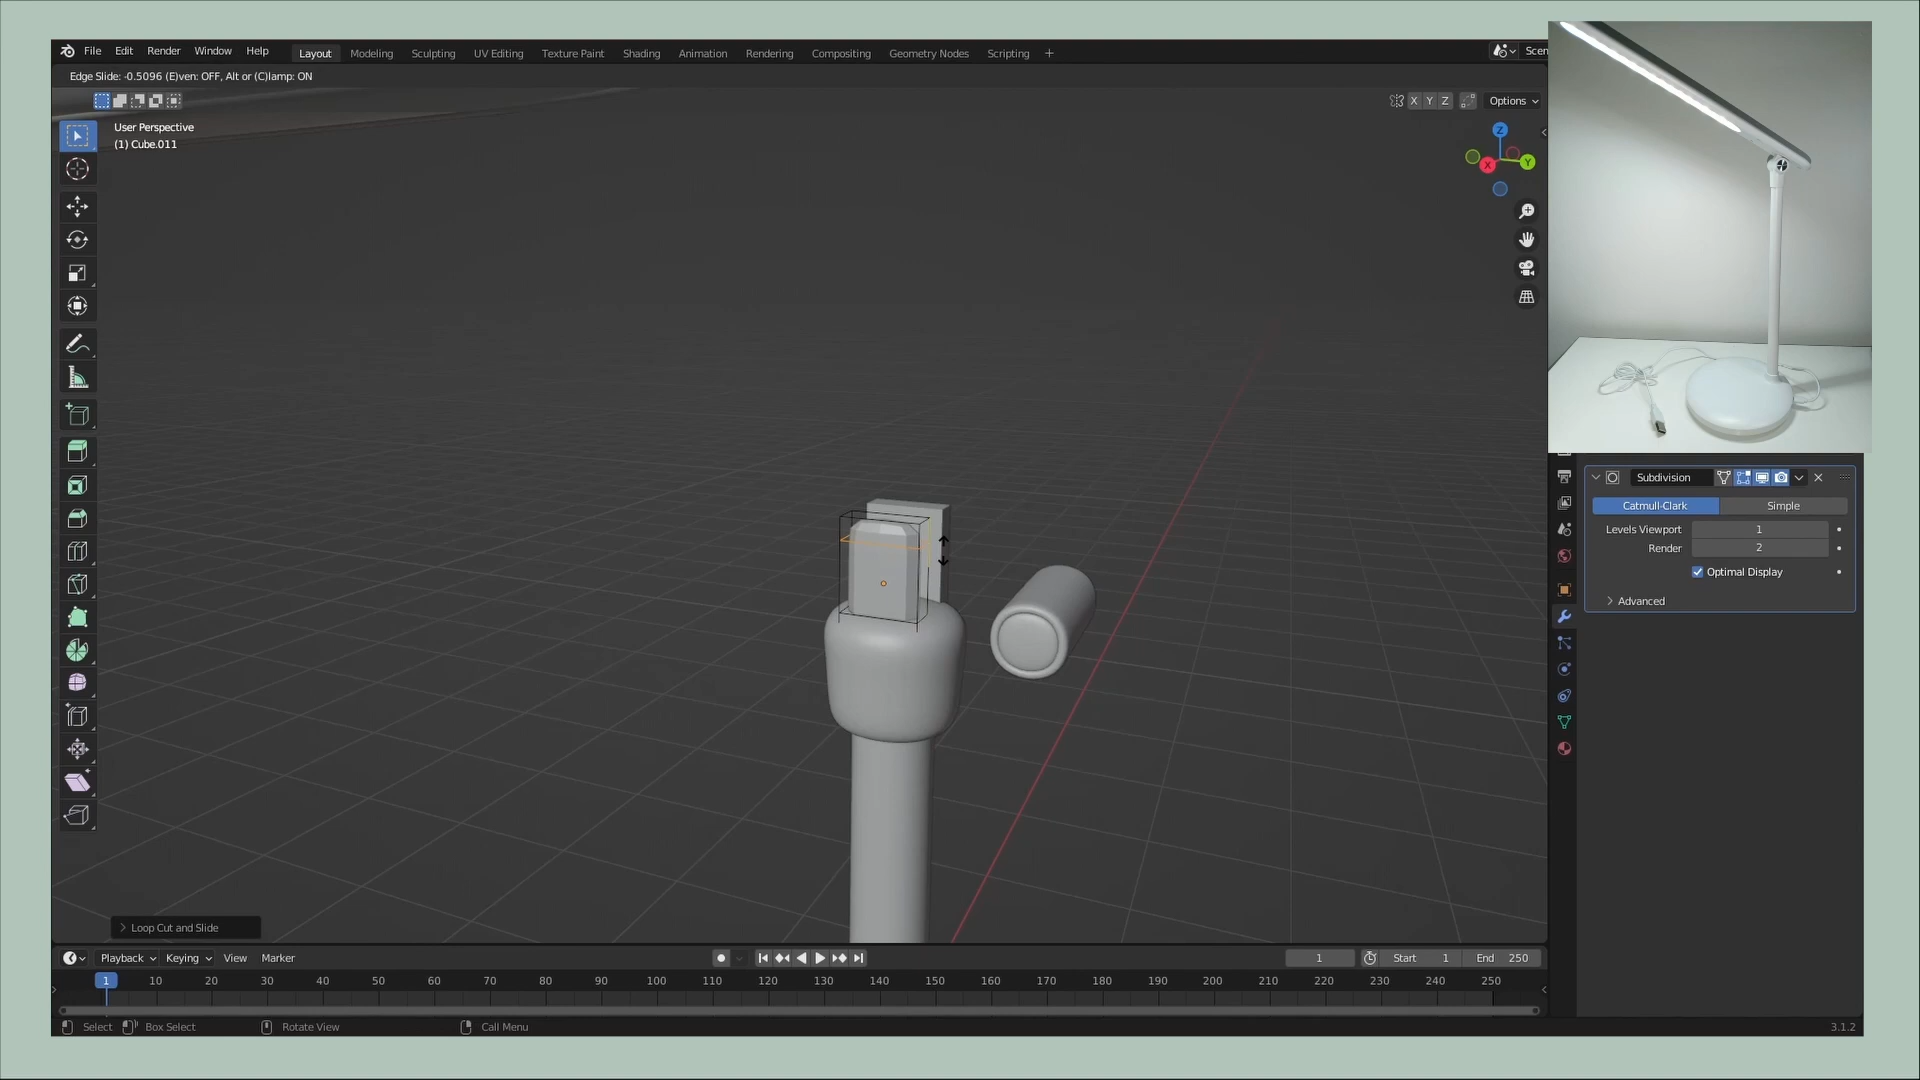 File Edit Render Window Help
Layout Modeling Sculpting UV Editing Texture Paint Shading Animation Rendering Compositing Geometry Nodes Scripting +
Scen
Edge Slide: -0.5096 (E)ven: OFF, Alt or (C)lamp: ON
X Y Z Options
User Perspective
(1) Cube.011
Z
X Y
Subdivision
Catmull-Clark Simple
Levels Viewport 1
Render 2
Optimal Display
Advanced
Loop Cut and Slide
Playback Keying View Marker 1 Start 1 End 250
1 10 20 30 40 50 60 70 80 90 100 110 120 130 140 150 160 170 180 190 200 210 220 230 240 250
Select Box Select Rotate View Call Menu 3.1.2